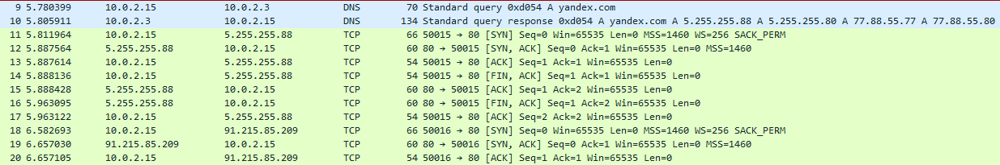 9 5.780399 10.0.2.15 10.0.2.3 DNS 70 Standard query 0xd054 A yandex.com
10 5.805911 10.0.2.3 10.0.2.15 DNS 134 Standard query response 0xd054 A yandex.com A 5.255.255.88 A 5.255.255.80 A 77.88.55.77 A 77.88.55.80
11 5.811964 10.0.2.15 5.255.255.88 TCP 66 50015 → 80 [SYN] Seq=0 Win=65535 Len=0 MSS=1460 WS=256 SACK_PERM
12 5.887564 5.255.255.88 10.0.2.15 TCP 60 80 → 50015 [SYN, ACK] Seq=0 Ack=1 Win=65535 Len=0 MSS=1460
13 5.887614 10.0.2.15 5.255.255.88 TCP 54 50015 → 80 [ACK] Seq=1 Ack=1 Win=65535 Len=0
14 5.888136 10.0.2.15 5.255.255.88 TCP 54 50015 → 80 [FIN, ACK] Seq=1 Ack=1 Win=65535 Len=0
15 5.888428 5.255.255.88 10.0.2.15 TCP 60 80 → 50015 [ACK] Seq=1 Ack=2 Win=65535 Len=0
16 5.963095 5.255.255.88 10.0.2.15 TCP 60 80 → 50015 [FIN, ACK] Seq=1 Ack=2 Win=65535 Len=0
17 5.963122 10.0.2.15 5.255.255.88 TCP 54 50015 → 80 [ACK] Seq=2 Ack=2 Win=65535 Len=0
18 6.582693 10.0.2.15 91.215.85.209 TCP 66 50016 → 80 [SYN] Seq=0 Win=65535 Len=0 MSS=1460 WS=256 SACK_PERM
19 6.657030 91.215.85.209 10.0.2.15 TCP 60 80 → 50016 [SYN, ACK] Seq=0 Ack=1 Win=65535 Len=0 MSS=1460
20 6.657105 10.0.2.15 91.215.85.209 TCP 54 50016 → 80 [ACK] Seq=1 Ack=1 Win=65535 Len=0